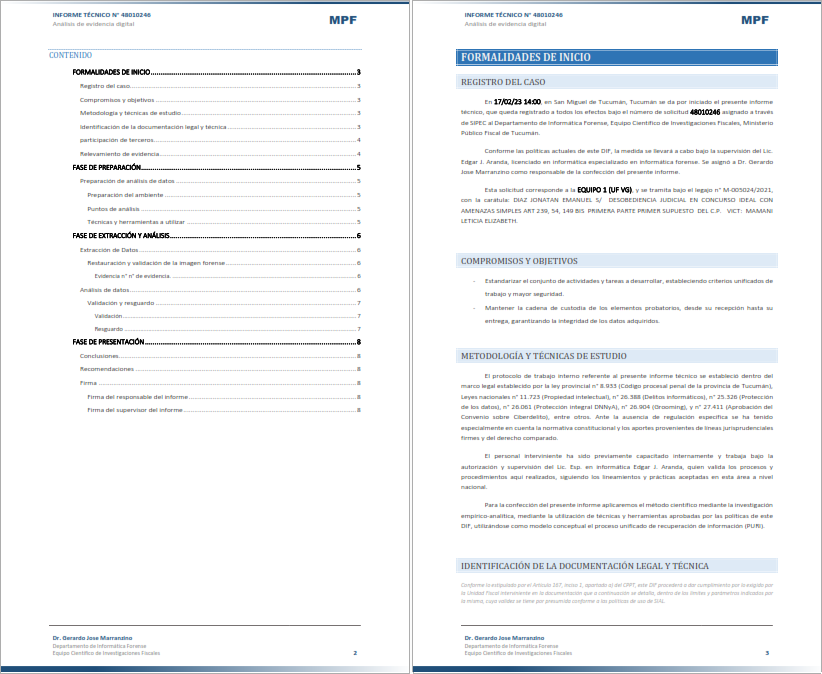 INFORME TÉCNICO N° 48010246
Análisis de evidencia digital
MPF
CONTENIDO
FORMALIDADES DE INICIO 3
Registro del caso 3
Compromisos y objetivos 3
Metodología y técnicas de estudio 3
Identificación de la documentación legal y técnica 3
participación de terceros 4
Relevamiento de evidencia 4
FASE DE PREPARACIÓN 5
Preparación de análisis de datos 5
Preparación del ambiente 5
Puntos de análisis 5
Técnicas y herramientas a utilizar 5
FASE DE EXTRACCIÓN Y ANÁLISIS 6
Extracción de Datos 6
Restauración y validación de la imagen forense 6
Evidencia n° n° de evidencia. 6
Análisis de datos 6
Validación y resguardo 7
Validación 7
Resguardo 7
FASE DE PRESENTACIÓN 8
Conclusiones 8
Recomendaciones 8
Firma 8
Firma del responsable del informe 8
Firma del supervisor del informe 8
Dr. Gerardo Jose Marranzino
Departamento de Informática Forense
Equipo Científico de Investigaciones Fiscales 2
INFORME TÉCNICO N° 48010246
Análisis de evidencia digital
MPF
FORMALIDADES DE INICIO
REGISTRO DEL CASO
En 17/02/23 14:00, en San Miguel de Tucumán, Tucumán se da por iniciado el presente informe
técnico, que queda registrado a todos los efectos bajo el número de solicitud 48010246 asignado a través
de SIPEC al Departamento de Informática Forense, Equipo Científico de Investigaciones Fiscales, Ministerio
Público Fiscal de Tucumán.
Conforme las políticas actuales de este DIF, la medida se llevará a cabo bajo la supervisión del Lic.
Edgar J. Aranda, licenciado en informática especializado en informática forense. Se asignó a Dr. Gerardo
Jose Marranzino como responsable de la confección del presente informe.
Esta solicitud corresponde a la EQUIPO 1 (UF VG), y se tramita bajo el legajo n° M-005024/2021,
con la carátula: DIAZ JONATAN EMANUEL S/ DESOBEDIENCIA JUDICIAL EN CONCURSO IDEAL CON
AMENAZAS SIMPLES ART 239, 54, 149 BIS PRIMERA PARTE PRIMER SUPUESTO DEL C.P. VICT: MAMANI
LETICIA ELIZABETH.
COMPROMISOS Y OBJETIVOS
- Estandarizar el conjunto de actividades y tareas a desarrollar, estableciendo criterios unificados de
trabajo y mayor seguridad.
- Mantener la cadena de custodia de los elementos probatorios, desde su recepción hasta su
entrega, garantizando la integridad de los datos adquiridos.
METODOLOGÍA Y TÉCNICAS DE ESTUDIO
El protocolo de trabajo interno referente al presente informe técnico se estableció dentro del
marco legal establecido por la ley provincial n° 8.933 (Código procesal penal de la provincia de Tucumán),
Leyes nacionales n° 11.723 (Propiedad intelectual), n° 26.388 (Delitos informáticos), n° 25.326 (Protección
de los datos), n° 26.061 (Protección integral DNNyA), n° 26.904 (Grooming), y n° 27.411 (Aprobación del
Convenio sobre Ciberdelito), entre otros. Ante la ausencia de regulación específica se ha tenido
especialmente en cuenta la normativa constitucional y los aportes provenientes de líneas jurisprudenciales
firmes y del derecho comparado.
El personal interviniente ha sido previamente capacitado internamente y trabaja bajo la
autorización y supervisión del Lic. Esp. en informática Edgar J. Aranda, quien valida los procesos y
procedimientos aquí realizados, siguiendo los lineamientos y prácticas aceptadas en esta área a nivel
nacional.
Para la confección del presente informe aplicaremos el método científico mediante la investigación
empírico-analítica, mediante la utilización de técnicas y herramientas aprobadas por las políticas de este
DIF, utilizándose como modelo conceptual el proceso unificado de recuperación de información (PURI).
IDENTIFICACIÓN DE LA DOCUMENTACIÓN LEGAL Y TÉCNICA
Conforme lo estipulado por el Artículo 167, inciso 1, apartado a) del CPPT, este DIF procederá a dar cumplimiento por lo exigido por
la Unidad Fiscal interviniente en la documentación que a continuación se detalla, dentro de los límites y parámetros indicados por
la misma, cuya validez se tiene por presumida conforme a las políticas de uso de SIAL.
Dr. Gerardo Jose Marranzino
Departamento de Informática Forense
Equipo Científico de Investigaciones Fiscales 3